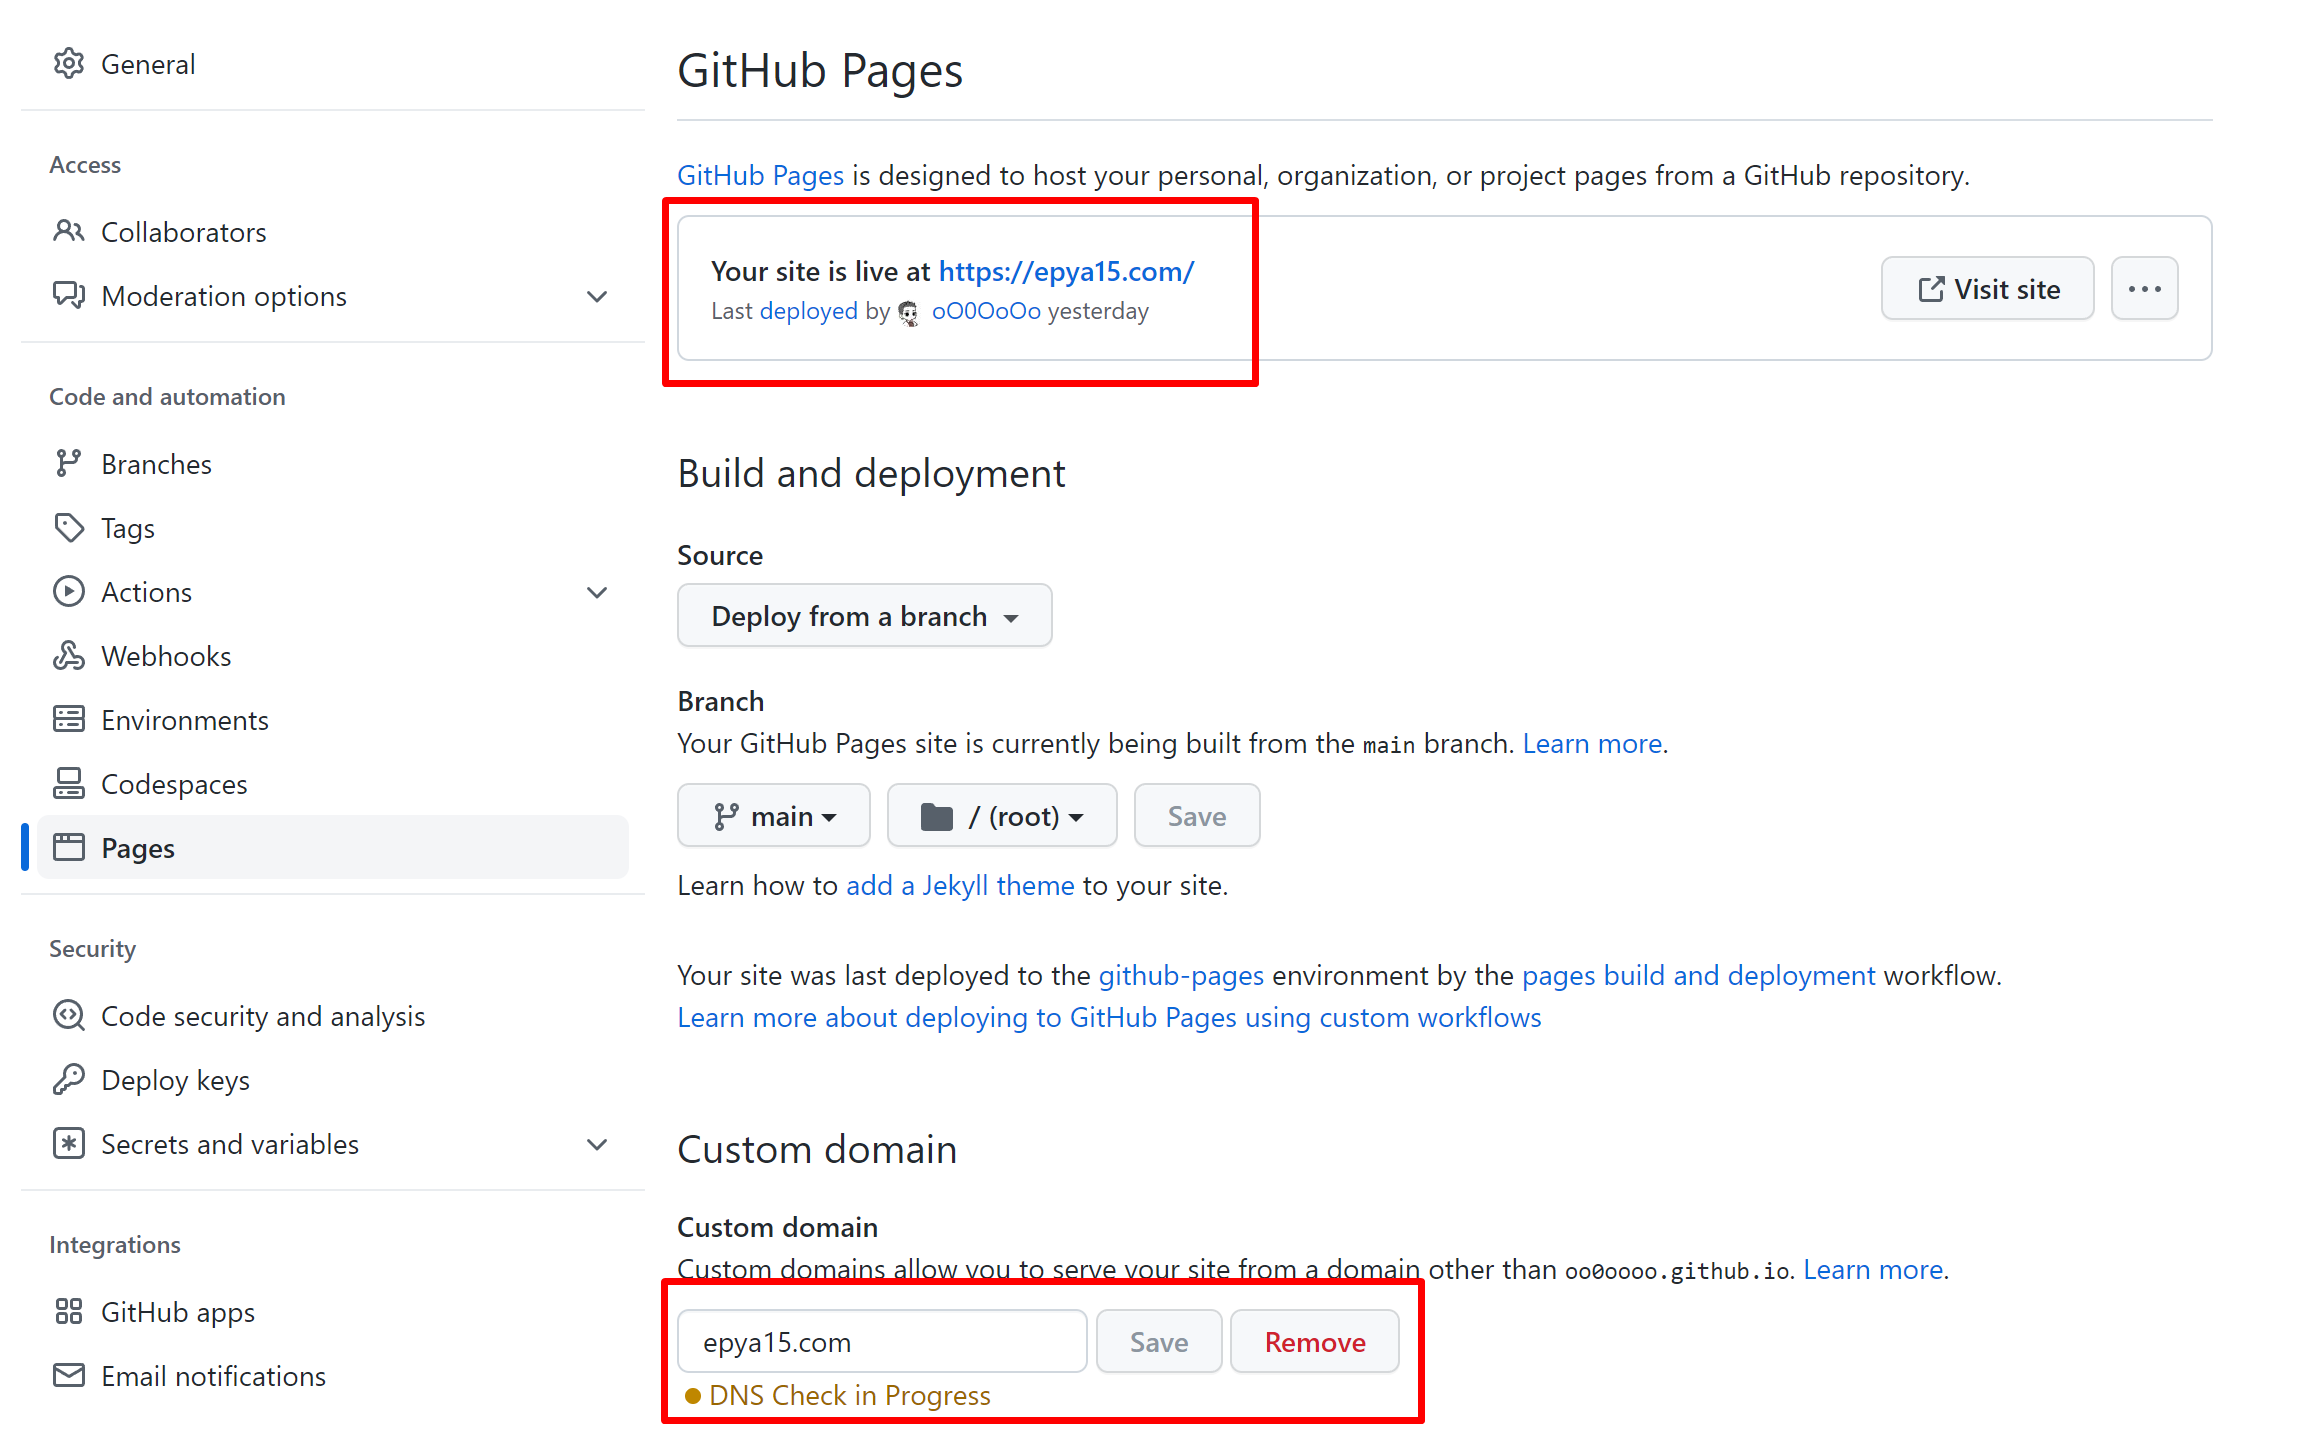 General
Access
Collaborators
Moderation options
Code and automation
Branches
Tags
Actions
Webhooks
Environments
Codespaces
Pages
Security
Code security and analysis
Deploy keys
Secrets and variables
Integrations
GitHub apps
Email notifications
GitHub Pages
GitHub Pages is designed to host your personal, organization, or project pages from a GitHub repository.
Your site is live at https://epya15.com/
Last deployed by oO0OoOo yesterday
Visit site
Build and deployment
Source
Deploy from a branch
Branch
Your GitHub Pages site is currently being built from the main branch. Learn more.
main / (root) Save
Learn how to add a Jekyll theme to your site.
Your site was last deployed to the github-pages environment by the pages build and deployment workflow.
Learn more about deploying to GitHub Pages using custom workflows
Custom domain
Custom domain
Custom domains allow you to serve your site from a domain other than oo0oooo.github.io. Learn more.
epya15.com Save Remove
DNS Check in Progress